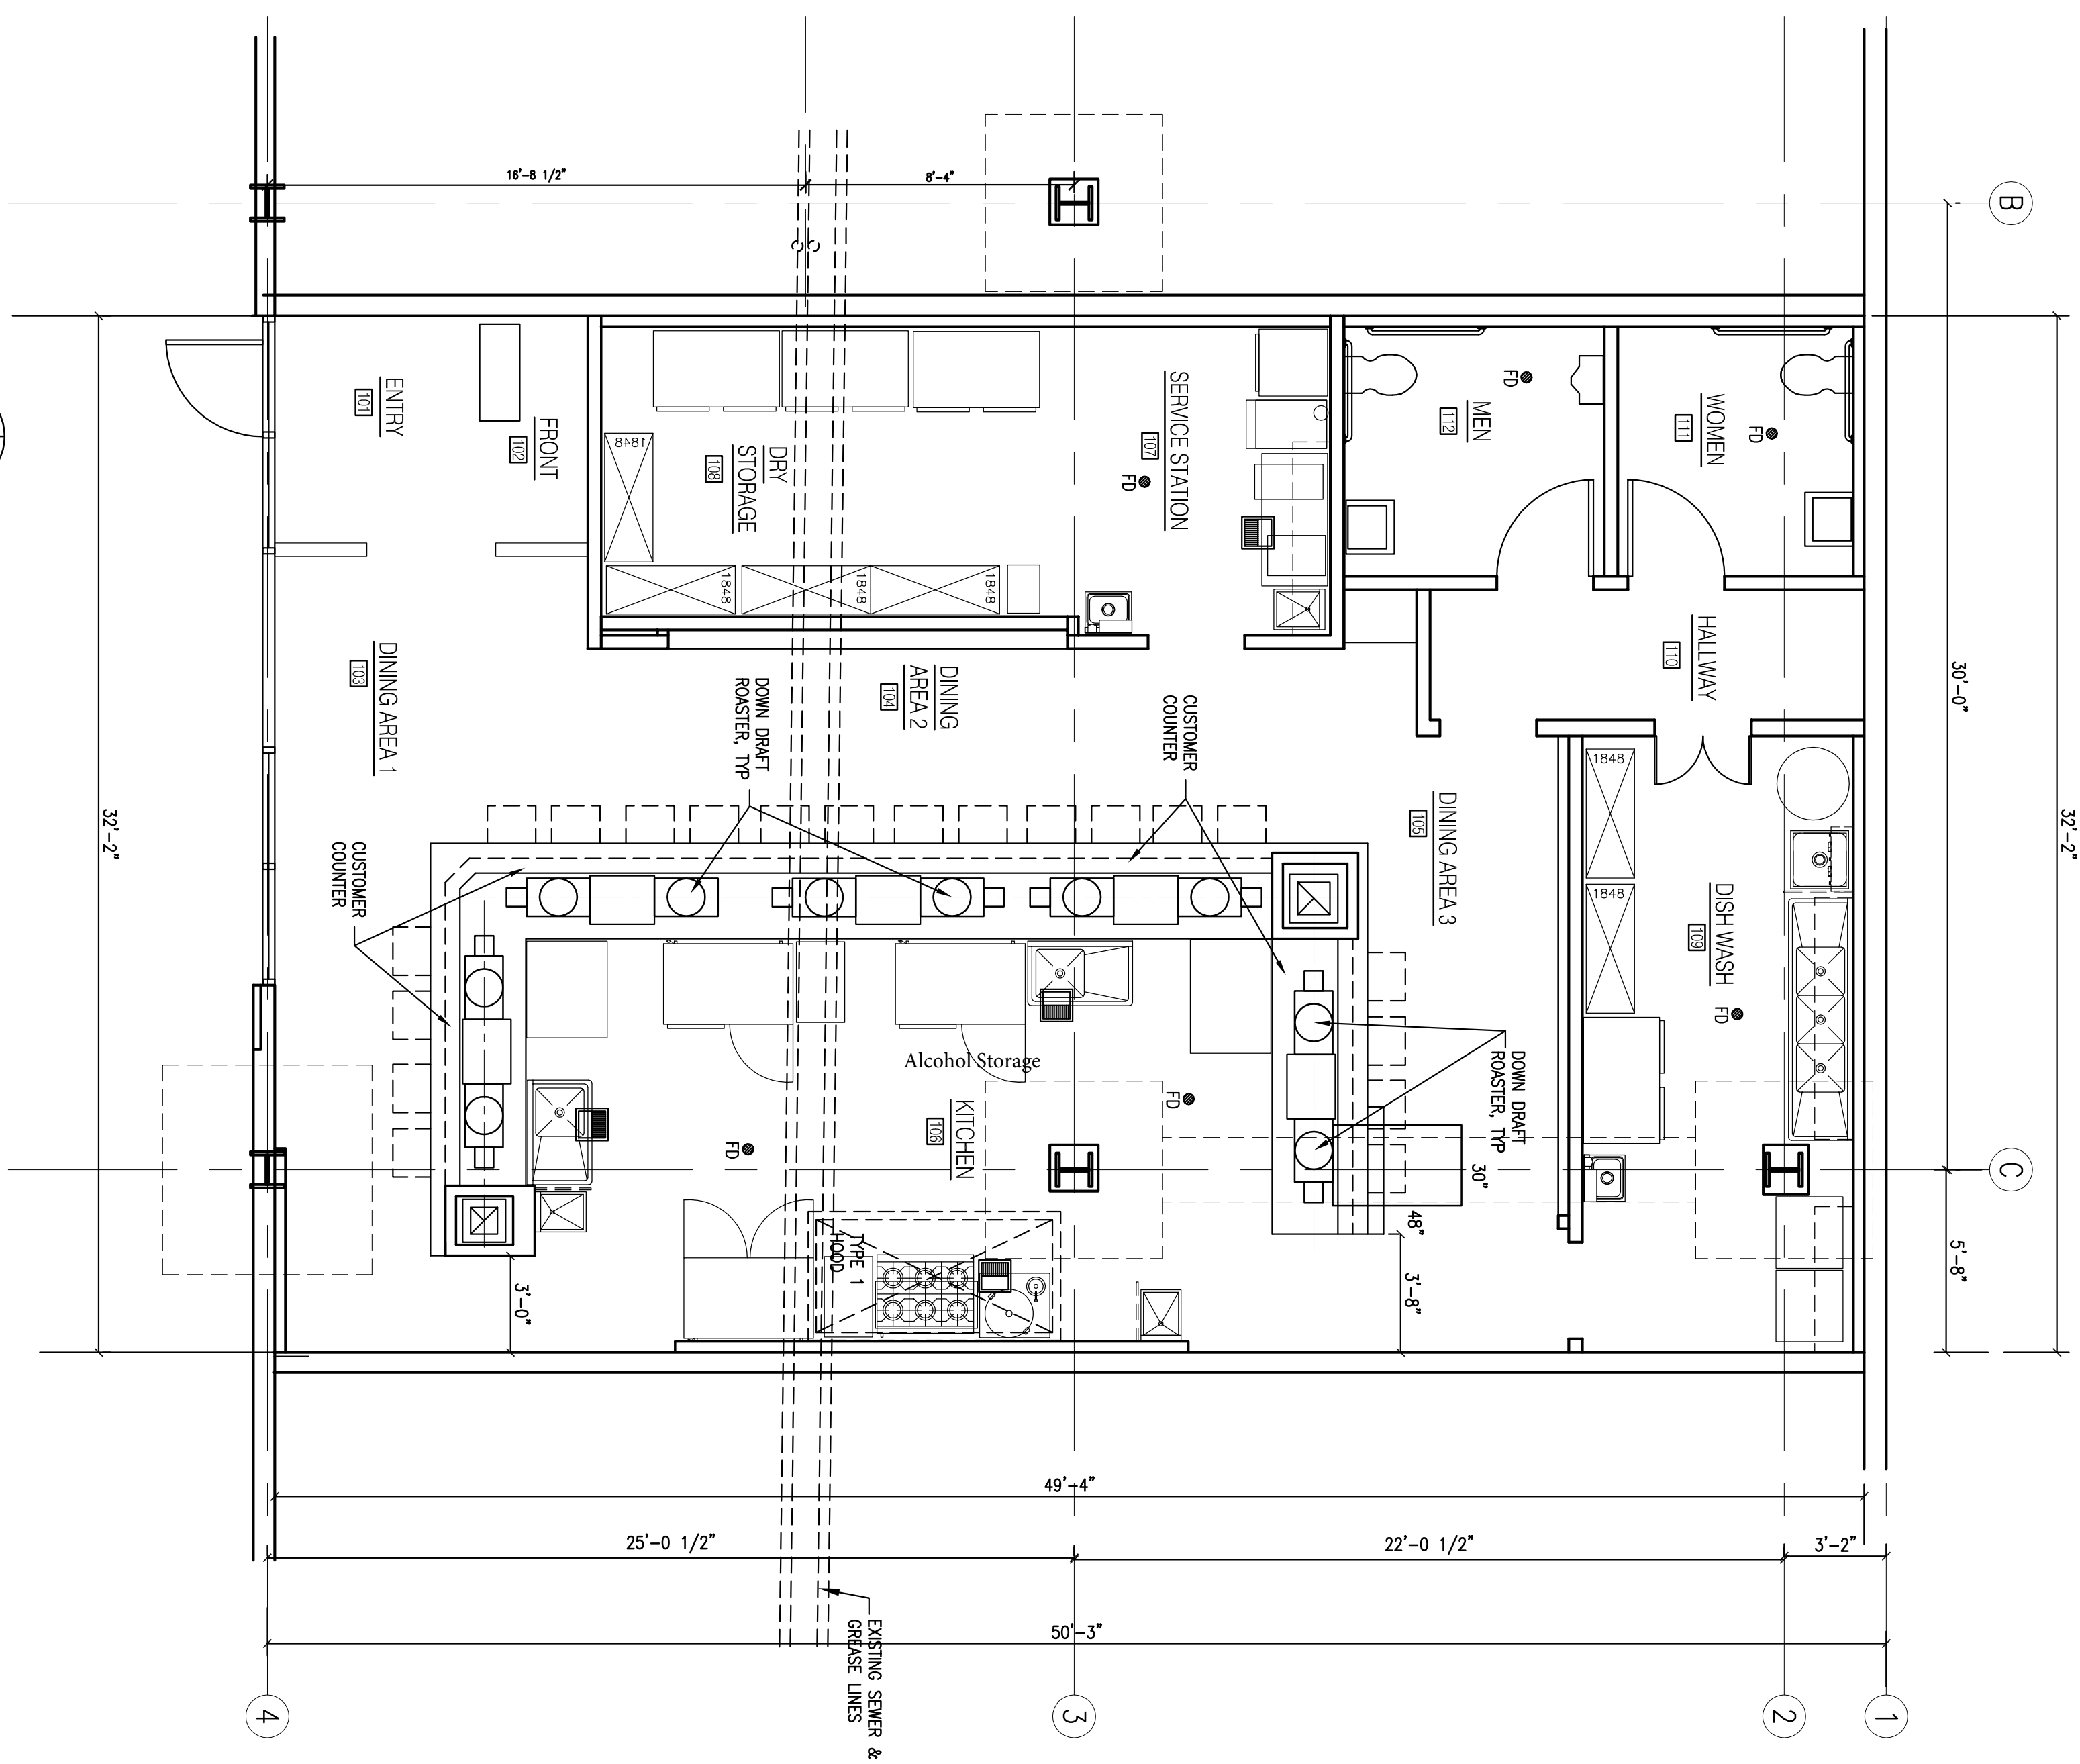 B
16'-8 1/2"
8'-4"
30'-0"
32'-2"
ENTRY
101
FRONT
102
1848
DRY
STORAGE
108
SERVICE STATION
107
FD
MEN
112
FD
WOMEN
111
FD
1848
1848
1848
HALLWAY
110
DINING AREA 1
103
DOWN DRAFT
ROASTER, TYP
DINING
AREA 2
104
CUSTOMER
COUNTER
DINING AREA 3
105
1848
1848
DISH WASH
109
FD
32'-2"
CUSTOMER
COUNTER
Alcohol Storage
KITCHEN
106
FD
FD
DOWN DRAFT
ROASTER, TYP
30"
48"
C
5'-8"
TYPE 1
HOOD
3'-0"
3'-8"
49'-4"
25'-0 1/2"
22'-0 1/2"
3'-2"
50'-3"
EXISTING SEWER &
GREASE LINES
4
3
2
1